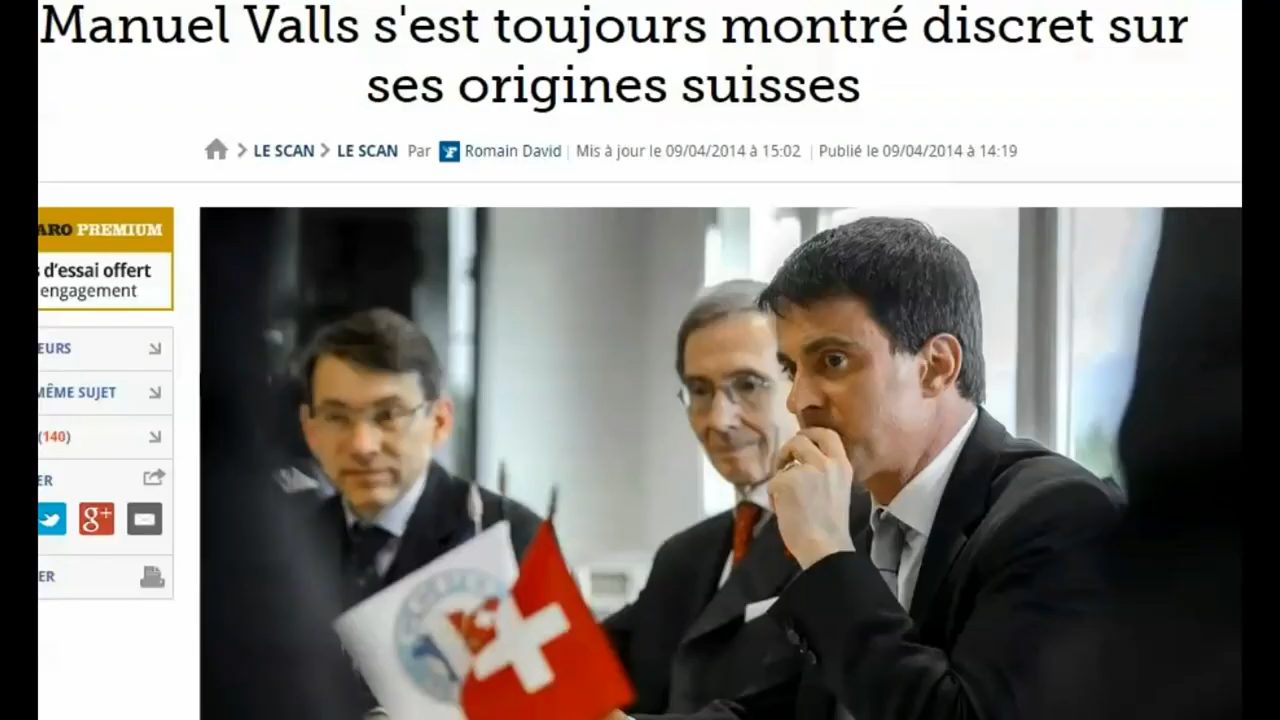 Manuel Valls s'est toujours montré discret sur
ses origines suisses
LE SCAN LE SCAN Par Romain David | Mis à jour le 09/04/2014 à 15:02 | Publié le 09/04/2014 à 14:19
ARO PREMIUM
s d'essai offert
engagement
EURS
MÊME SUJET
(140)
ER
g+
ER